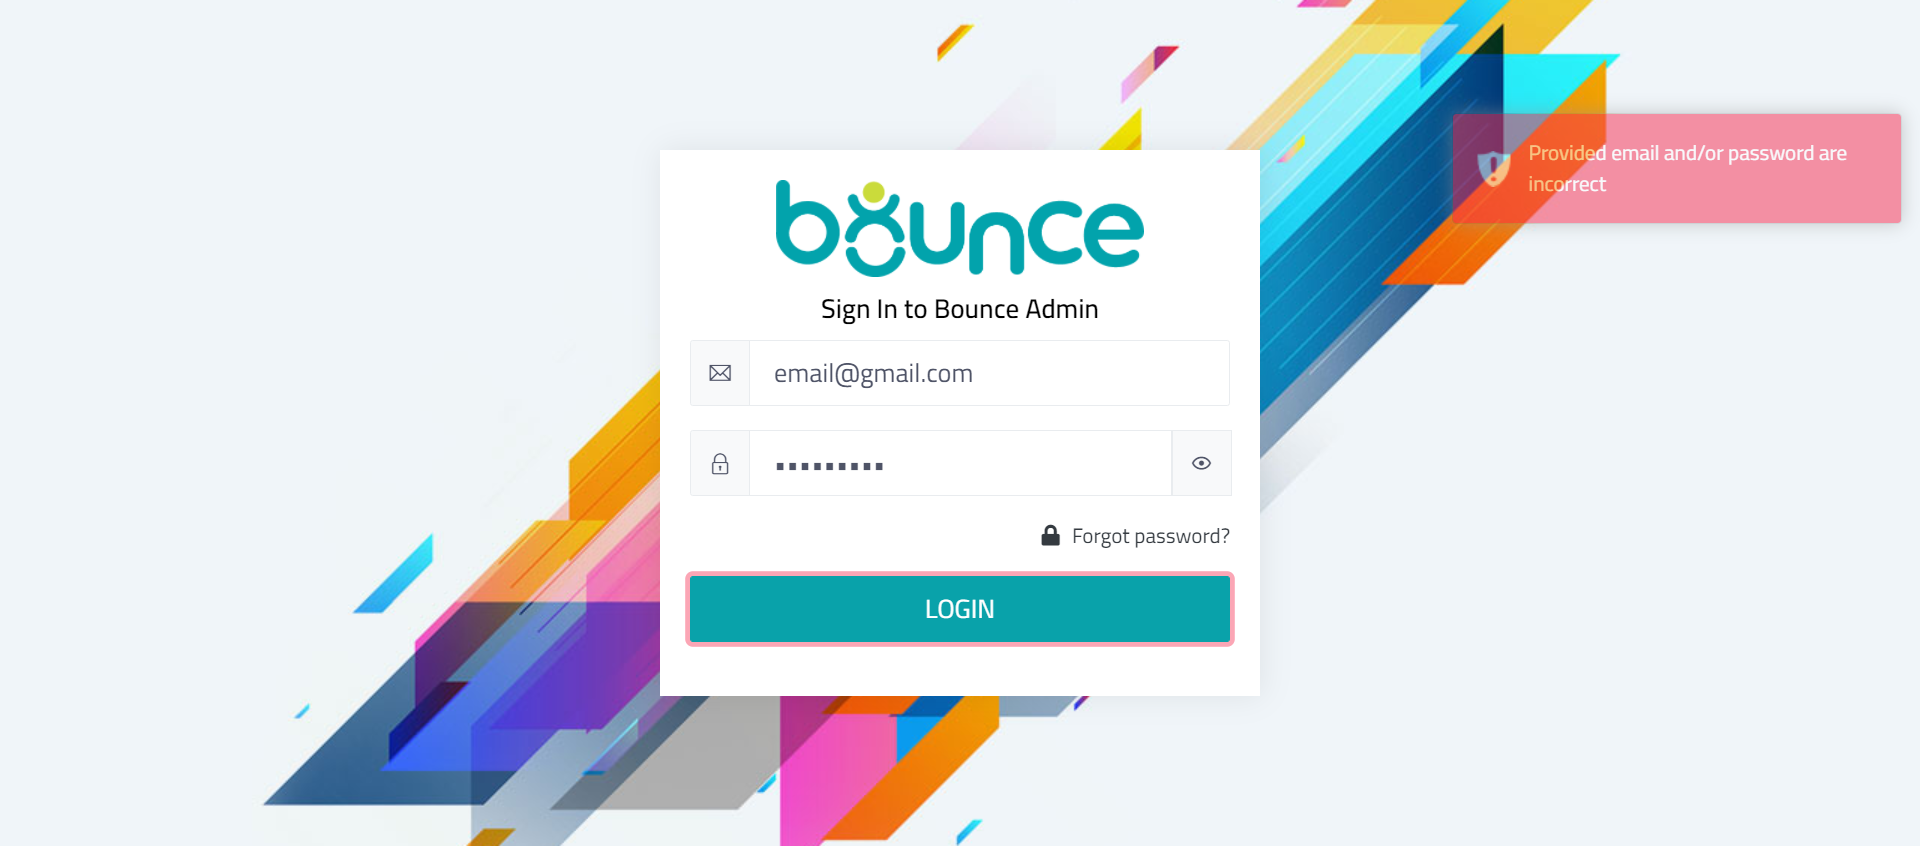 bounce
Sign In to Bounce Admin
email@gmail.com
Forgot password?
LOGIN
Provided email and/or password are
incorrect